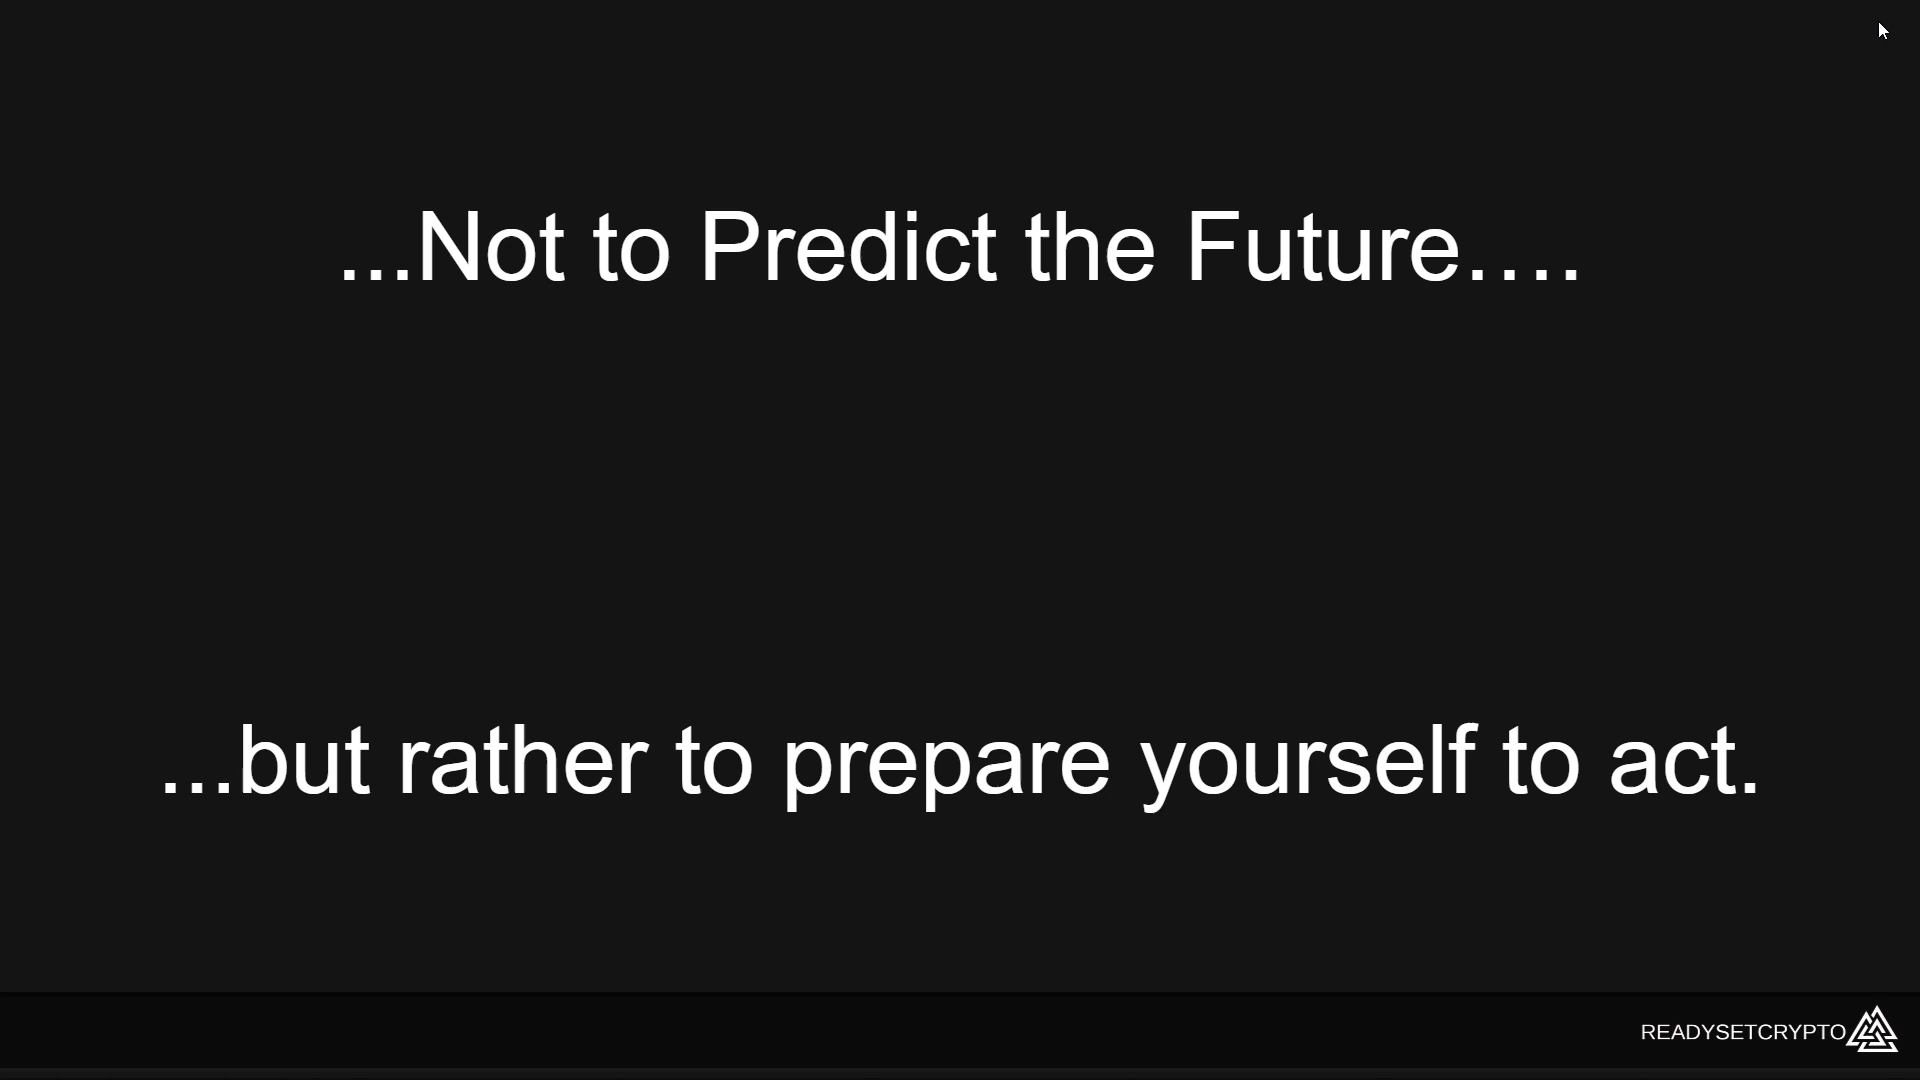 ...Not to Predict the Future….
...but rather to prepare yourself to act.
READYSETCRYPTO